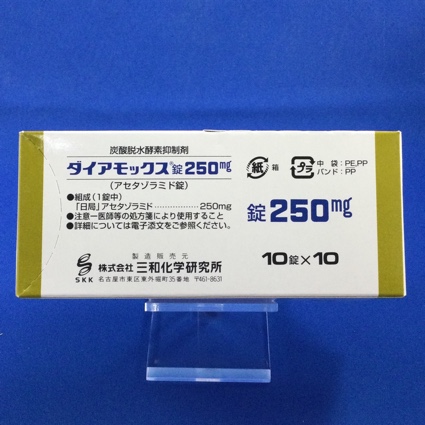 炭酸脱水酵素抑制剤
ダイアモックス®錠250mg
(アセタゾラミド錠)
●組成(1錠中)
「日局」アセタゾラミド…………………250mg
●注意-医師等の処方箋により使用すること
●詳細については電子添文をご参照ください。
製造販売元
SKK
株式会社 三和化学研究所
名古屋市東区東外堀町35番地 〒461-8631
紙 箱
プラ
中袋:PE,PP
バンド:PP
錠250mg
10錠×10